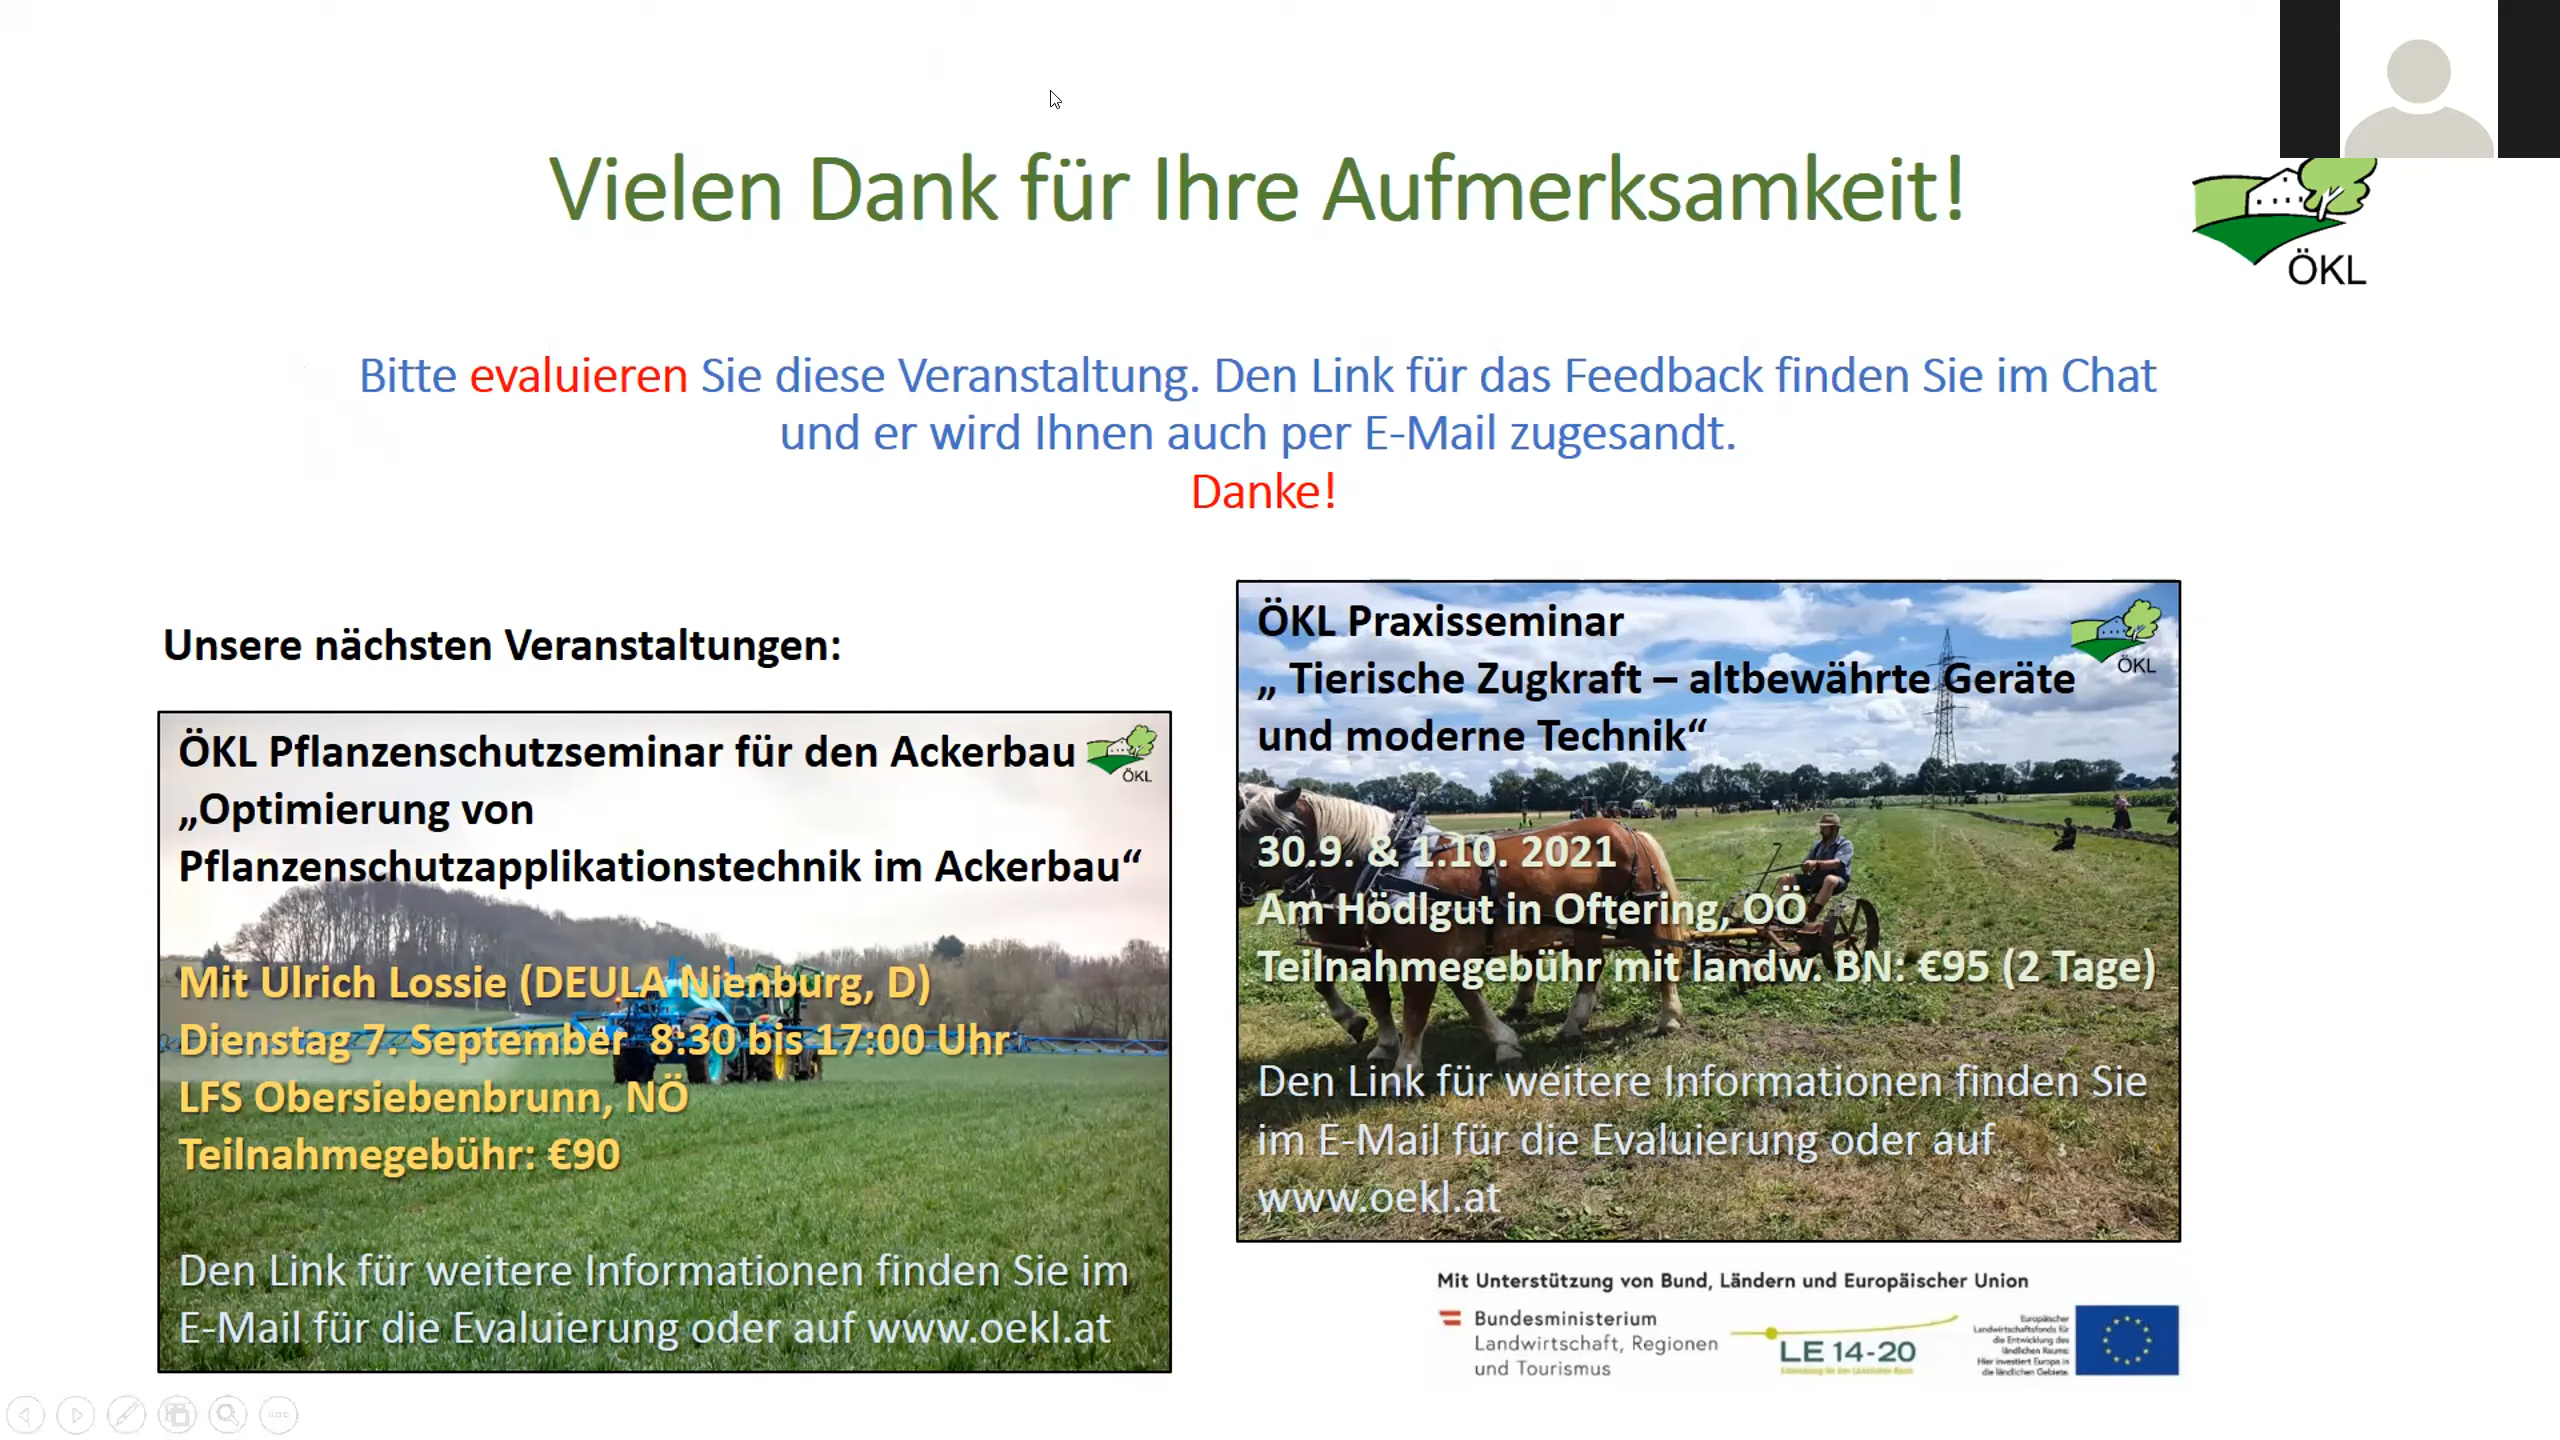 Vielen Dank für Ihre Aufmerksamkeit!
ÖKL
Bitte evaluieren Sie diese Veranstaltung. Den Link für das Feedback finden Sie im Chat
und er wird Ihnen auch per E-Mail zugesandt.
Danke!
Unsere nächsten Veranstaltungen:
ÖKL Pflanzenschutzseminar für den Ackerbau
ÖKL
„Optimierung von
Pflanzenschutzapplikationstechnik im Ackerbau“
Mit Ulrich Lossie (DEULA Nienburg, D)
Dienstag 7. September 8:30 bis 17:00 Uhr
LFS Obersiebenbrunn, NÖ
Teilnahmegebühr: €90
Den Link für weitere Informationen finden Sie im
E-Mail für die Evaluierung oder auf www.oekl.at
ÖKL Praxisseminar
„ Tierische Zugkraft – altbewährte Geräte
ÖKL
und moderne Technik“
30.9. & 1.10. 2021
Am Hödlgut in Oftering, OÖ
Teilnahmegebühr mit landw. BN: €95 (2 Tage)
Den Link für weitere Informationen finden Sie
im E-Mail für die Evaluierung oder auf
www.oekl.at
Mit Unterstützung von Bund, Ländern und Europäischer Union
Bundesministerium
Landwirtschaft, Regionen
und Tourismus
LE 14-20
Entwicklung für den Ländlichen Raum
Europäischer
Landwirtschaftsfonds für
die Entwicklung des
ländlichen Raums:
Hier investiert Europa in
die ländlichen Gebiete.